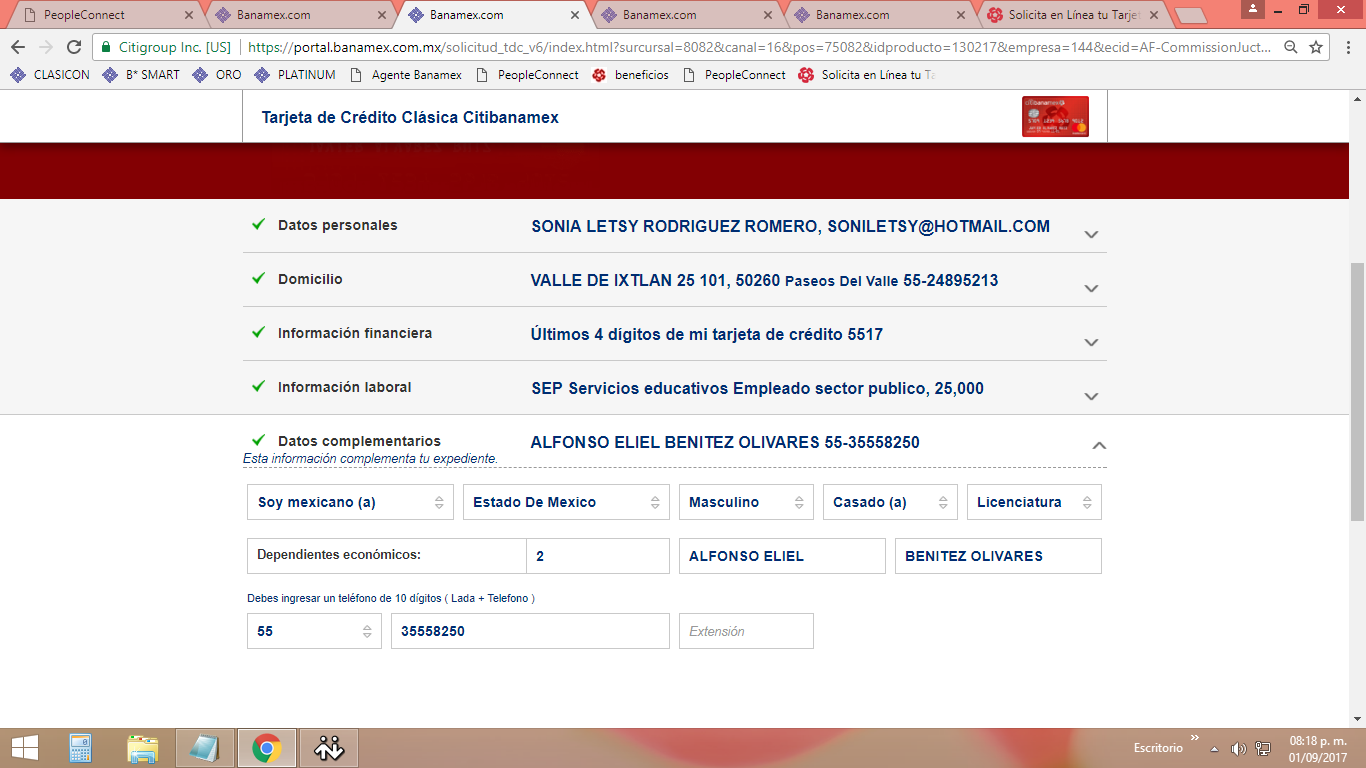 PeopleConnect
Banamex.com
Banamex.com
Banamex.com
Banamex.com
Solicita en Línea tu Tarjet
Citigroup Inc. [US]
https://portal.banamex.com.mx/solicitud_tdc_v6/index.html?surcursal=8082&canal=16&pos=75082&idproducto=130217&empresa=144&ecid=AF-CommissionJuct...
CLASICON
B* SMART
ORO
PLATINUM
Agente Banamex
PeopleConnect
beneficios
PeopleConnect
Solicita en Línea tu Ta
Tarjeta de Crédito Clásica Citibanamex
citibanamex
Datos personales SONIA LETSY RODRIGUEZ ROMERO, SONILETSY@HOTMAIL.COM
Domicilio VALLE DE IXTLAN 25 101, 50260 Paseos Del Valle 55-24895213
Información financiera Últimos 4 dígitos de mi tarjeta de crédito 5517
Información laboral SEP Servicios educativos Empleado sector publico, 25,000
Datos complementarios ALFONSO ELIEL BENITEZ OLIVARES 55-35558250
Esta información complementa tu expediente.
Soy mexicano (a) Estado De Mexico Masculino Casado (a) Licenciatura
Dependientes económicos: 2 ALFONSO ELIEL BENITEZ OLIVARES
Debes ingresar un teléfono de 10 dígitos ( Lada + Telefono )
55 35558250 Extensión
Escritorio
08:18 p. m.
01/09/2017